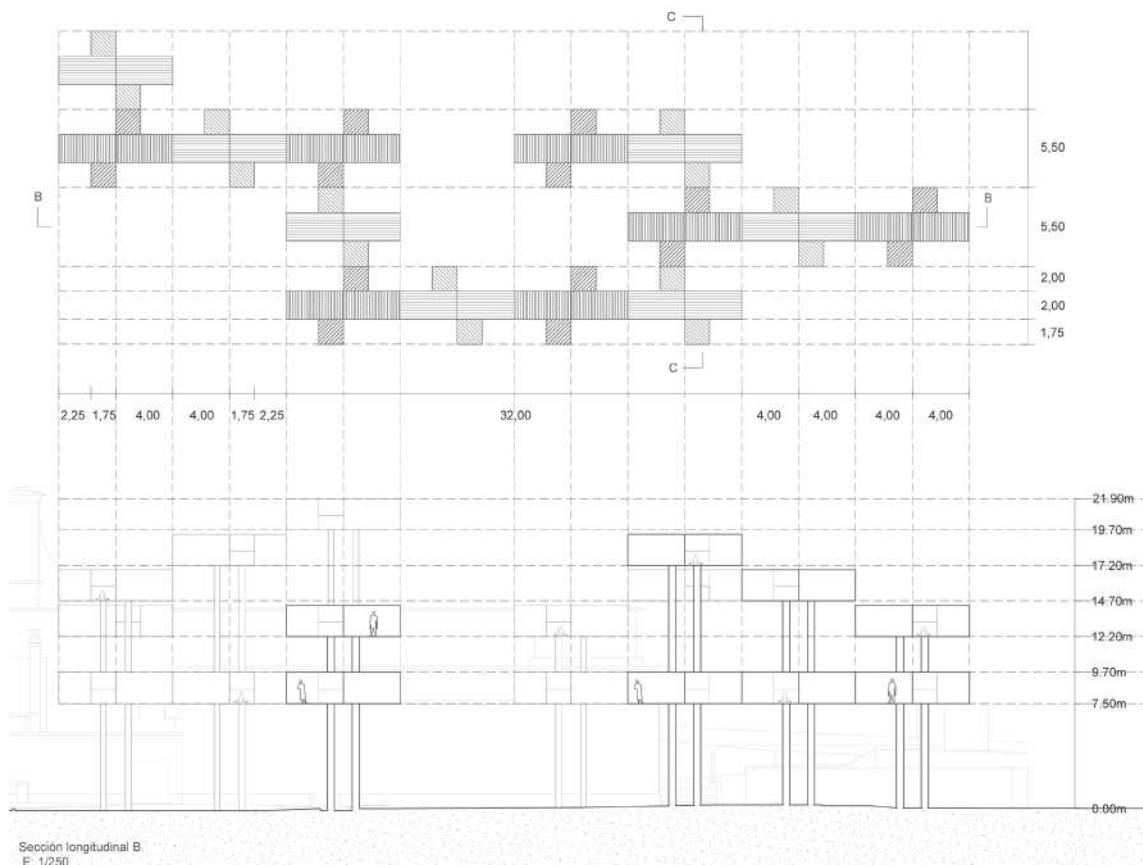 C
5,50
B
B
5,50
2,00
2,00
1,75
C
2,25 1,75 4,00 4,00 1,75 2,25 32,00 4,00 4,00 4,00 4,00
21.90m
19.70m
17.20m
14.70m
12.20m
9.70m
7.50m
0.00m
Sección longitudinal B.
E: 1/250